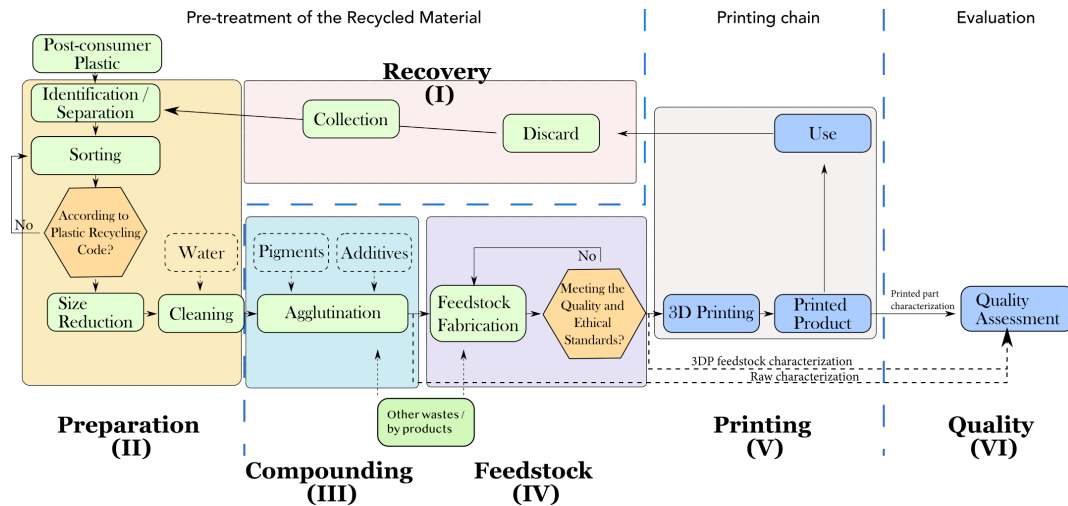 Pre-treatment of the Recycled Material
Printing chain
Evaluation
Post-consumer
Plastic
Identification /
Separation
Sorting
No
According to
Plastic Recycling
Code?
Size
Reduction
Water
Cleaning
Preparation
(II)
Recovery
(I)
Collection
Discard
Pigments
Additives
Agglutination
Other wastes /
by products
Compounding
(III)
No
Feedstock
Fabrication
Meeting the
Quality and
Ethical
Standards?
Feedstock
(IV)
Use
3D Printing
Printed
Product
Printing
(V)
Printed part
characterization
Quality
Assessment
3DP feedstock characterization
Raw characterization
Quality
(VI)